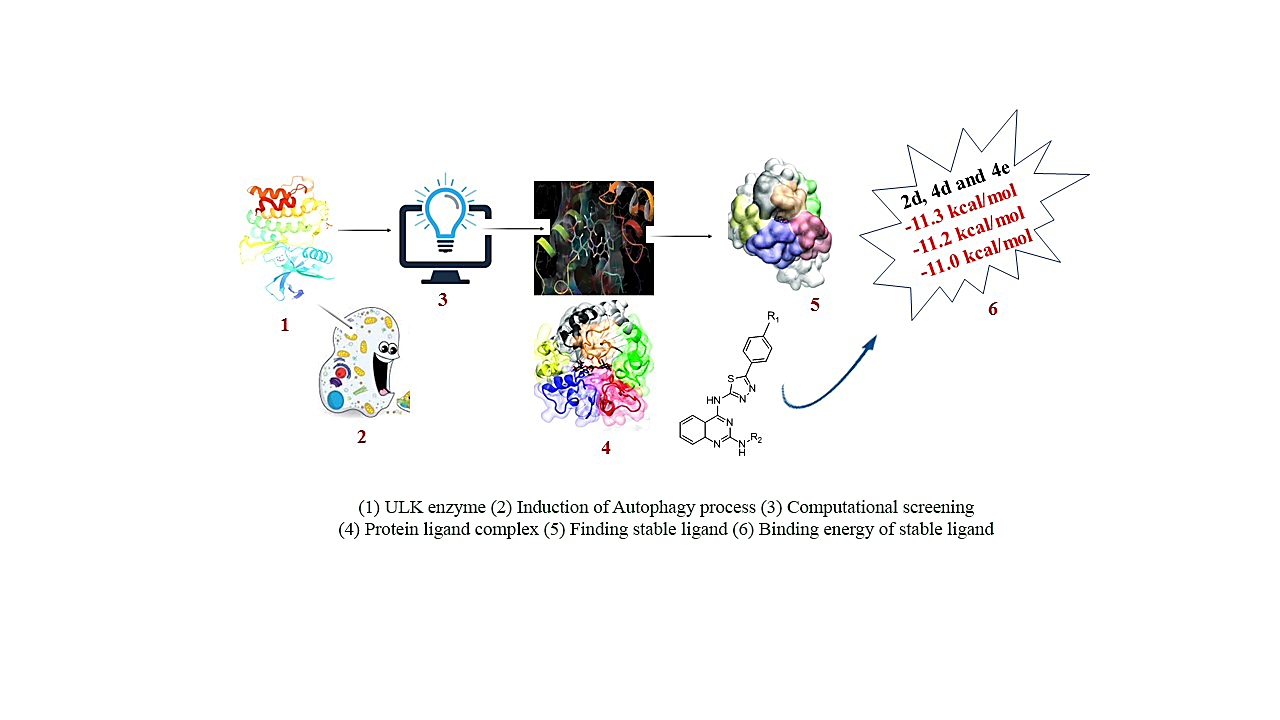 2d, 4d and 4e
-11.3 kcal/mol
-11.2 kcal/mol
-11.0 kcal/mol
1
2
3
4
5
6
R1
S
N
N
HN
N
N
N
H
R2
(1) ULK enzyme (2) Induction of Autophagy process (3) Computational screening
(4) Protein ligand complex (5) Finding stable ligand (6) Binding energy of stable ligand